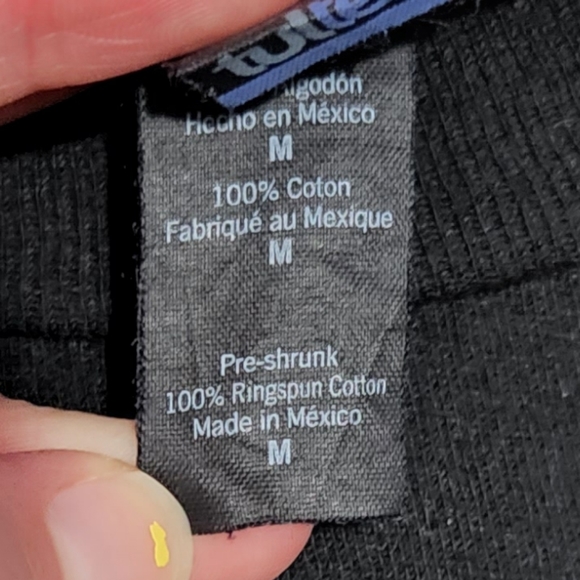 Hecho en México
M
100% Coton
Fabriqué au Mexique
M
Pre-shrunk
100% Ringspun Cotton
Made in México
M